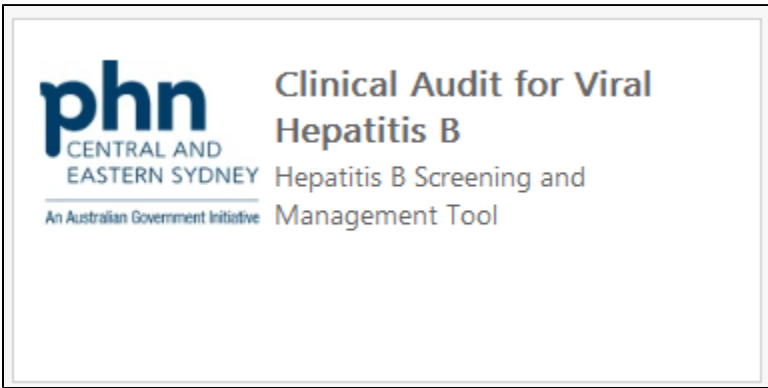 phn
CENTRAL AND
EASTERN SYDNEY
An Australian Government Initiative
Clinical Audit for Viral
Hepatitis B
Hepatitis B Screening and
Management Tool